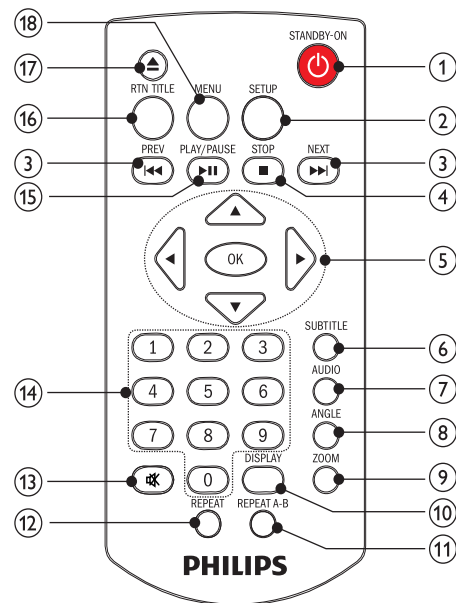 STANDBY-ON
18
17
1
RTN TITLE MENU SETUP
16
2
PREV PLAY/PAUSE STOP NEXT
3
3
15
4
OK
5
SUBTITLE
1 2 3
6
AUDIO
14
4 5 6
7
ANGLE
7 8 9
8
ZOOM
13
0
DISPLAY
9
10
REPEAT REPEAT A-B
12
11
PHILIPS